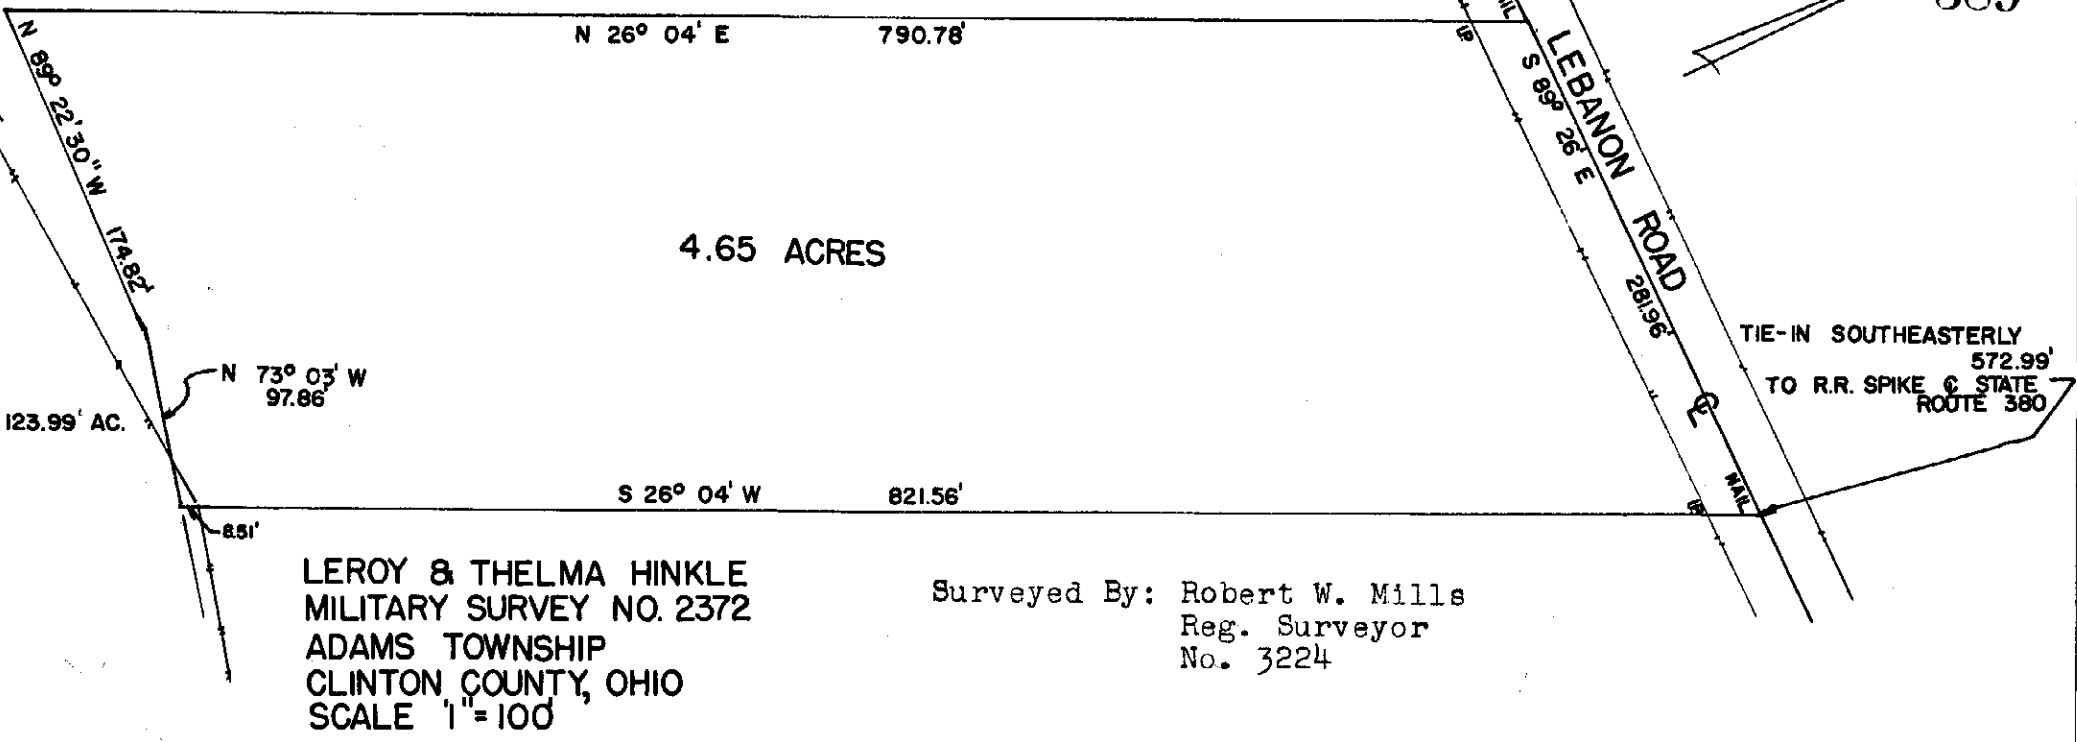 N 26° 04' E 790.78'
N 89° 22' 30" W 174.82'
LEBANON ROAD
S 89° 26' E 281.96'
I.P.
4.65 ACRES
TIE-IN SOUTHEASTERLY
572.99'
TO R.R. SPIKE ℄ STATE
ROUTE 380
N 73° 03' W
97.86'
123.99' AC.
℄
NAIL
I.P.
S 26° 04' W 821.56'
8.51'
LEROY & THELMA HINKLE
MILITARY SURVEY NO. 2372
ADAMS TOWNSHIP
CLINTON COUNTY, OHIO
SCALE 1"=100'
Surveyed By: Robert W. Mills
Reg. Surveyor
No. 3224